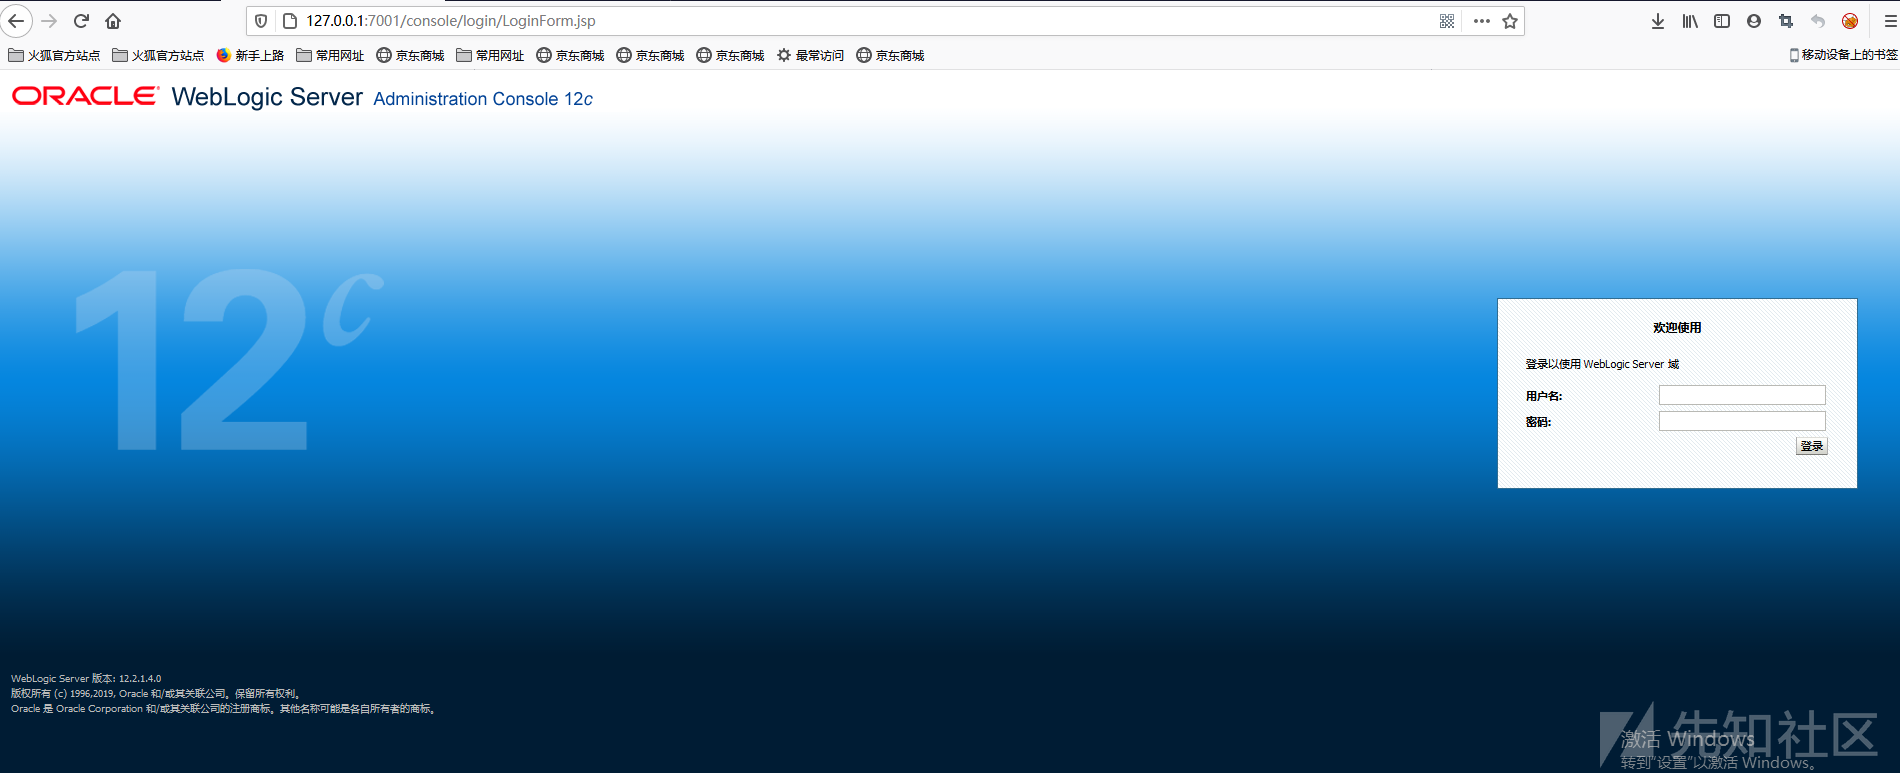 127.0.0.1:7001/console/login/LoginForm.jsp
火狐官方站点 火狐官方站点 新手上路 常用网址 京东商城 常用网址 京东商城 京东商城 京东商城 最常访问 京东商城 移动设备上的书签
ORACLE WebLogic Server Administration Console 12c
12c
欢迎使用
登录以使用 WebLogic Server 域
用户名:
密码:
登录
WebLogic Server 版本: 12.2.1.4.0
版权所有 (c) 1996,2019, Oracle 和/或其关联公司。保留所有权利。
Oracle 是 Oracle Corporation 和/或其关联公司的注册商标。其他名称可能是各自所有者的商标。
先知社区
激活 Windows
转到"设置"以激活 Windows。